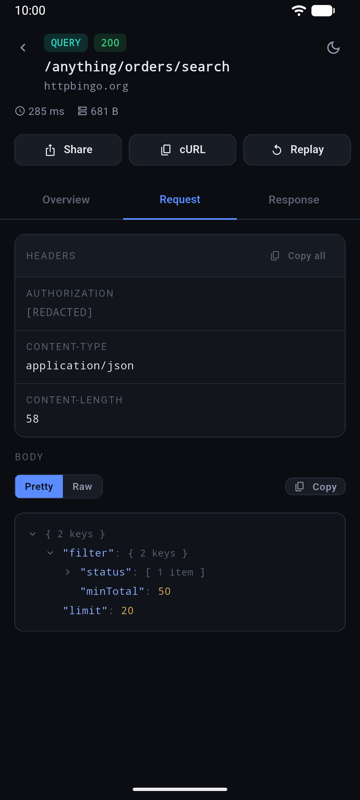 10:00
QUERY 200
/anything/orders/search
httpbingo.org
285 ms 681 B
Share cURL Replay
Overview Request Response
HEADERS Copy all
AUTHORIZATION
[REDACTED]
CONTENT-TYPE
application/json
CONTENT-LENGTH
58
BODY
Pretty Raw Copy
{ 2 keys }
"filter": { 2 keys }
"status": [ 1 item ]
"minTotal": 50
"limit": 20